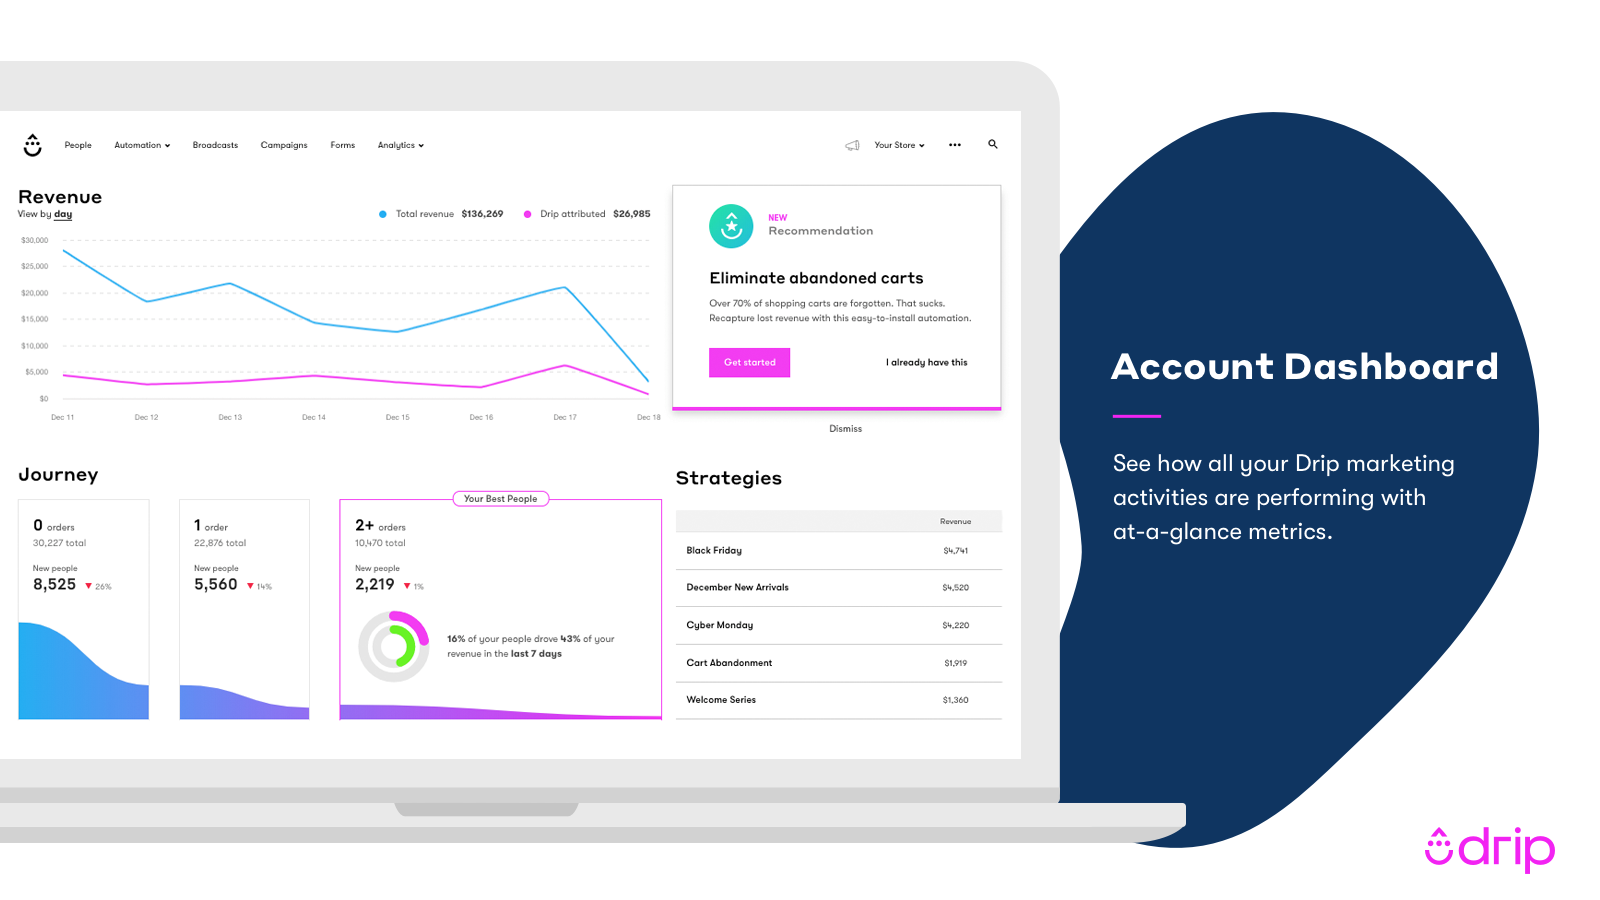 People Automation Broadcasts Campaigns Forms Analytics Your Store
Revenue
View by day
Total revenue $136,269 Drip attributed $26,985
$30,000
$25,000
$20,000
$15,000
$10,000
$5,000
$0
Dec 11 Dec 12 Dec 13 Dec 14 Dec 15 Dec 16 Dec 17 Dec 18
NEW
Recommendation
Eliminate abandoned carts
Over 70% of shopping carts are forgotten. That sucks.
Recapture lost revenue with this easy-to-install automation.
Get started I already have this
Dismiss
Journey
0 orders
30,227 total
New people
8,525 26%
1 order
22,876 total
New people
5,560 14%
Your Best People
2+ orders
10,470 total
New people
2,219 1%
16% of your people drove 43% of your
revenue in the last 7 days
Strategies
Revenue
Black Friday $4,741
December New Arrivals $4,520
Cyber Monday $4,220
Cart Abandonment $1,919
Welcome Series $1,360
Account Dashboard
See how all your Drip marketing
activities are performing with
at-a-glance metrics.
drip